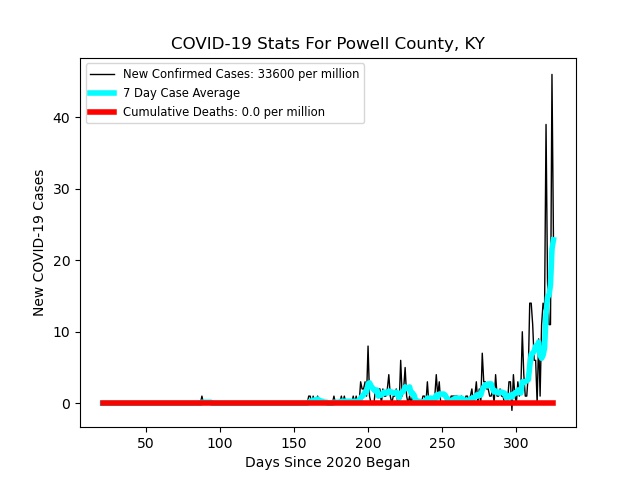 COVID-19 Stats For Powell County, KY
New Confirmed Cases: 33600 per million
7 Day Case Average
Cumulative Deaths: 0.0 per million
New COVID-19 Cases
40
30
20
10
0
50 100 150 200 250 300
Days Since 2020 Began